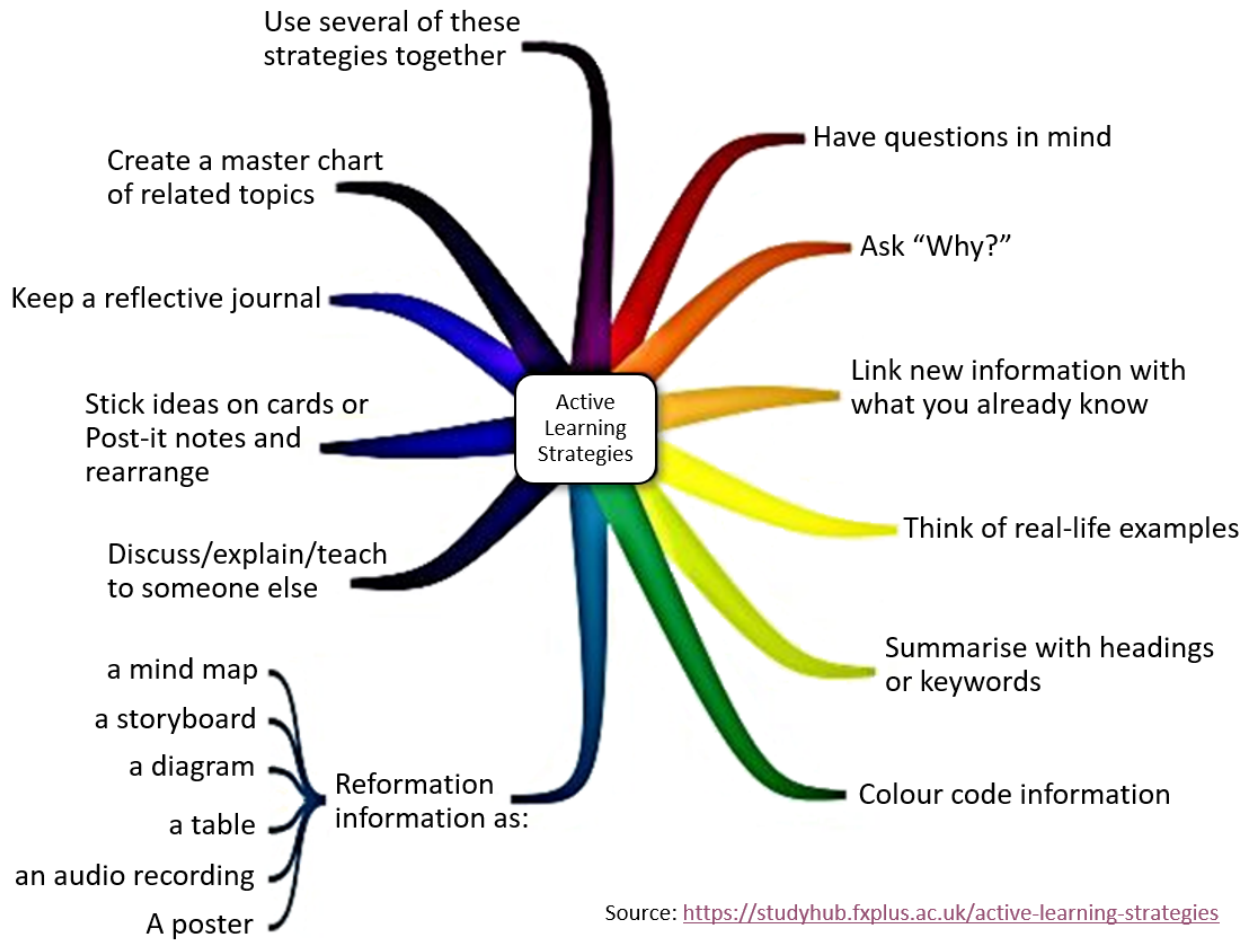 Use several of these
strategies together
Have questions in mind
Create a master chart
of related topics
Ask “Why?”
Keep a reflective journal
Link new information with
what you already know
Active
Learning
Strategies
Stick ideas on cards or
Post-it notes and
rearrange
Think of real-life examples
Discuss/explain/teach
to someone else
Summarise with headings
or keywords
a mind map
a storyboard
a diagram
a table
an audio recording
A poster
Reformation
information as:
Colour code information
Source: https://studyhub.fxplus.ac.uk/active-learning-strategies